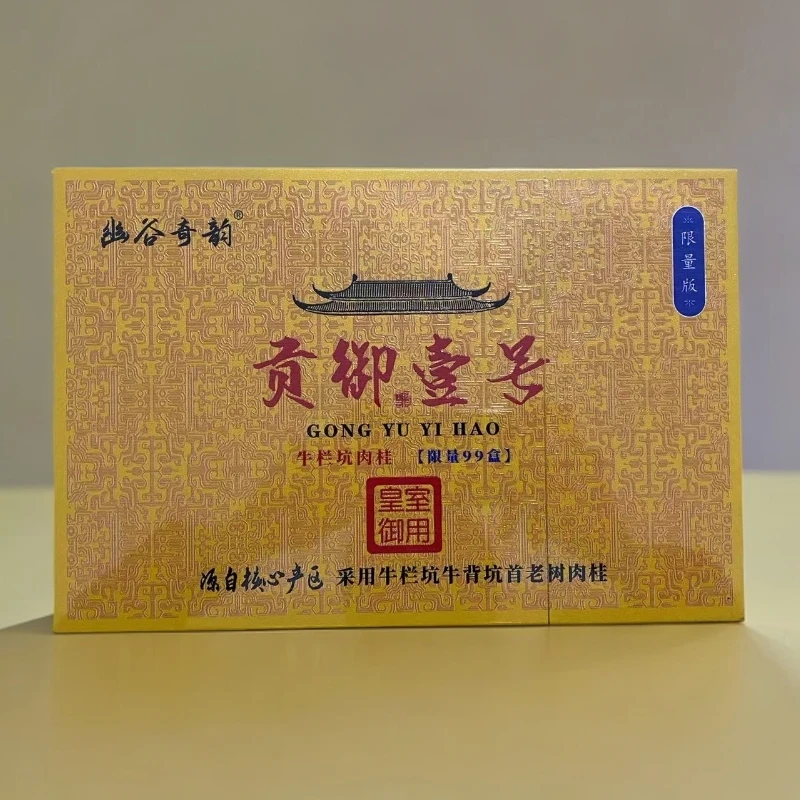 幽谷奇韵®
限量版
贡御壹号
GONG YU YI HAO
牛栏坑肉桂 【限量99盒】
皇室
御用
源自核心产区 采用牛栏坑牛背坑首老树肉桂